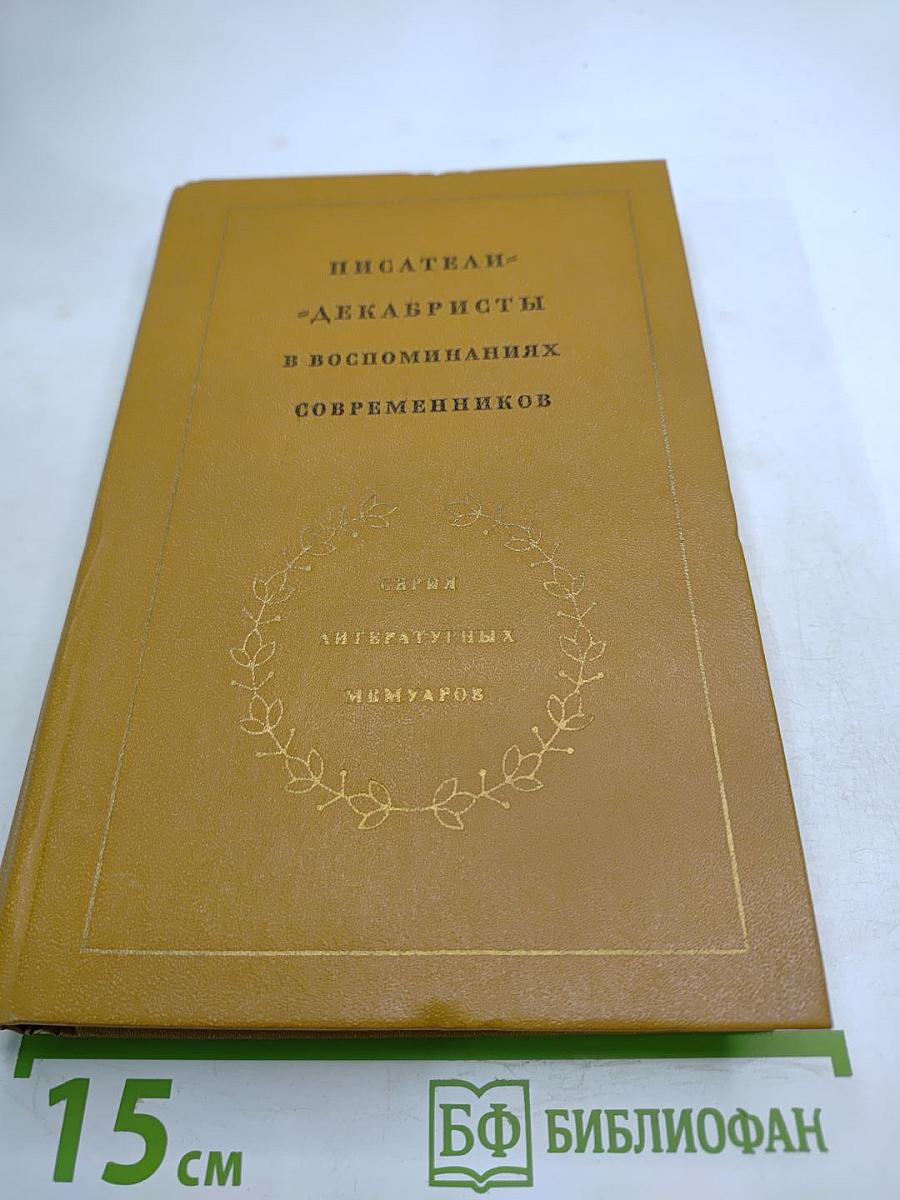 ПИСАТЕЛИ-
-ДЕКАБРИСТЫ
В ВОСПОМИНАНИЯХ
СОВРЕМЕННИКОВ
СЕРИЯ
ЛИТЕРАТУРНЫХ
МЕМУАРОВ
15 см
БФ БИБЛИОФАН